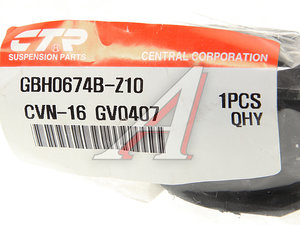 CTR
SUSPENSION PARTS
CENTRAL CORPORATION
GBH0674B-Z10
CVN-16 GV0407
1PCS
QHY